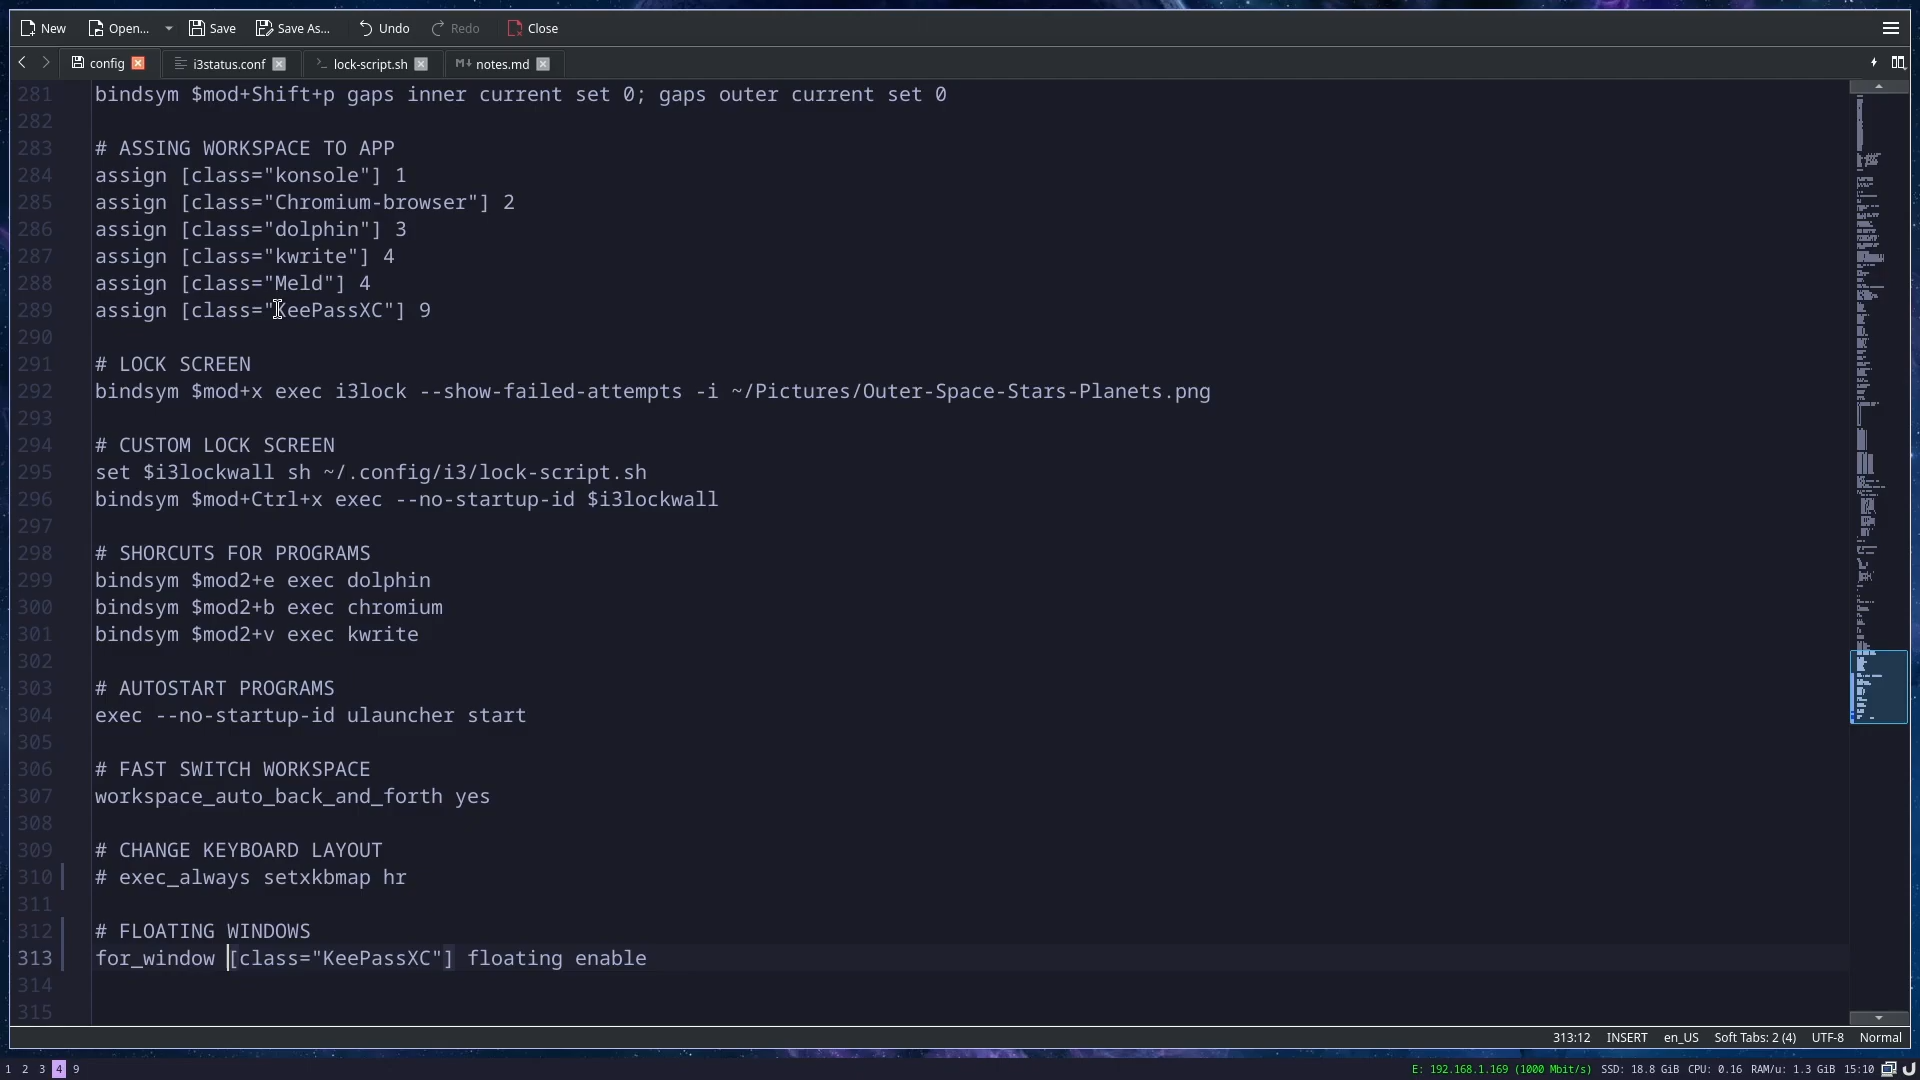 New Open... Save Save As... Undo Redo Close
config i3status.conf lock-script.sh notes.md
281 bindsym $mod+Shift+p gaps inner current set 0; gaps outer current set 0
282
283 # ASSING WORKSPACE TO APP
284 assign [class="konsole"] 1
285 assign [class="Chromium-browser"] 2
286 assign [class="dolphin"] 3
287 assign [class="kwrite"] 4
288 assign [class="Meld"] 4
289 assign [class="KeePassXC"] 9
290
291 # LOCK SCREEN
292 bindsym $mod+x exec i3lock --show-failed-attempts -i ~/Pictures/Outer-Space-Stars-Planets.png
293
294 # CUSTOM LOCK SCREEN
295 set $i3lockwall sh ~/.config/i3/lock-script.sh
296 bindsym $mod+Ctrl+x exec --no-startup-id $i3lockwall
297
298 # SHORCUTS FOR PROGRAMS
299 bindsym $mod2+e exec dolphin
300 bindsym $mod2+b exec chromium
301 bindsym $mod2+v exec kwrite
302
303 # AUTOSTART PROGRAMS
304 exec --no-startup-id ulauncher start
305
306 # FAST SWITCH WORKSPACE
307 workspace_auto_back_and_forth yes
308
309 # CHANGE KEYBOARD LAYOUT
310 # exec_always setxkbmap hr
311
312 # FLOATING WINDOWS
313 for_window [class="KeePassXC"] floating enable
314
315
313:12 INSERT en_US Soft Tabs: 2 (4) UTF-8 Normal
1 2 3 4 9 E: 192.168.1.169 (1000 Mbit/s) SSD: 18.8 GiB CPU: 0.16 RAM/u: 1.3 GiB 15:10